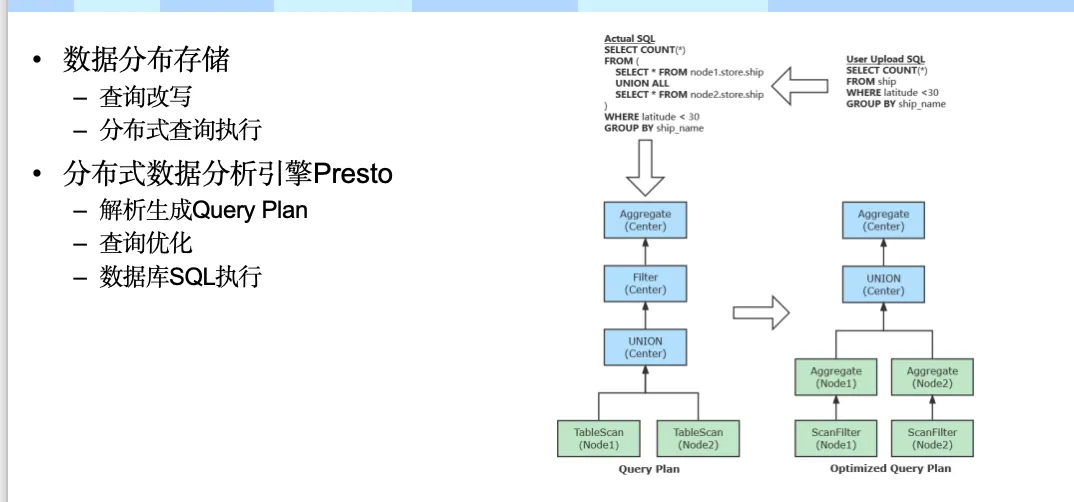 • 数据分布存储
– 查询改写
– 分布式查询执行
• 分布式数据分析引擎Presto
– 解析生成Query Plan
– 查询优化
– 数据库SQL执行
Actual SQL
SELECT COUNT(*)
FROM (
SELECT * FROM node1.store.ship
UNION ALL
SELECT * FROM node2.store.ship
)
WHERE latitude < 30
GROUP BY ship_name
User Upload SQL
SELECT COUNT(*)
FROM ship
WHERE latitude <30
GROUP BY ship_name
Aggregate
(Center)
Filter
(Center)
UNION
(Center)
TableScan
(Node1)
TableScan
(Node2)
Query Plan
Aggregate
(Center)
UNION
(Center)
Aggregate
(Node1)
Aggregate
(Node2)
ScanFilter
(Node1)
ScanFilter
(Node2)
Optimized Query Plan